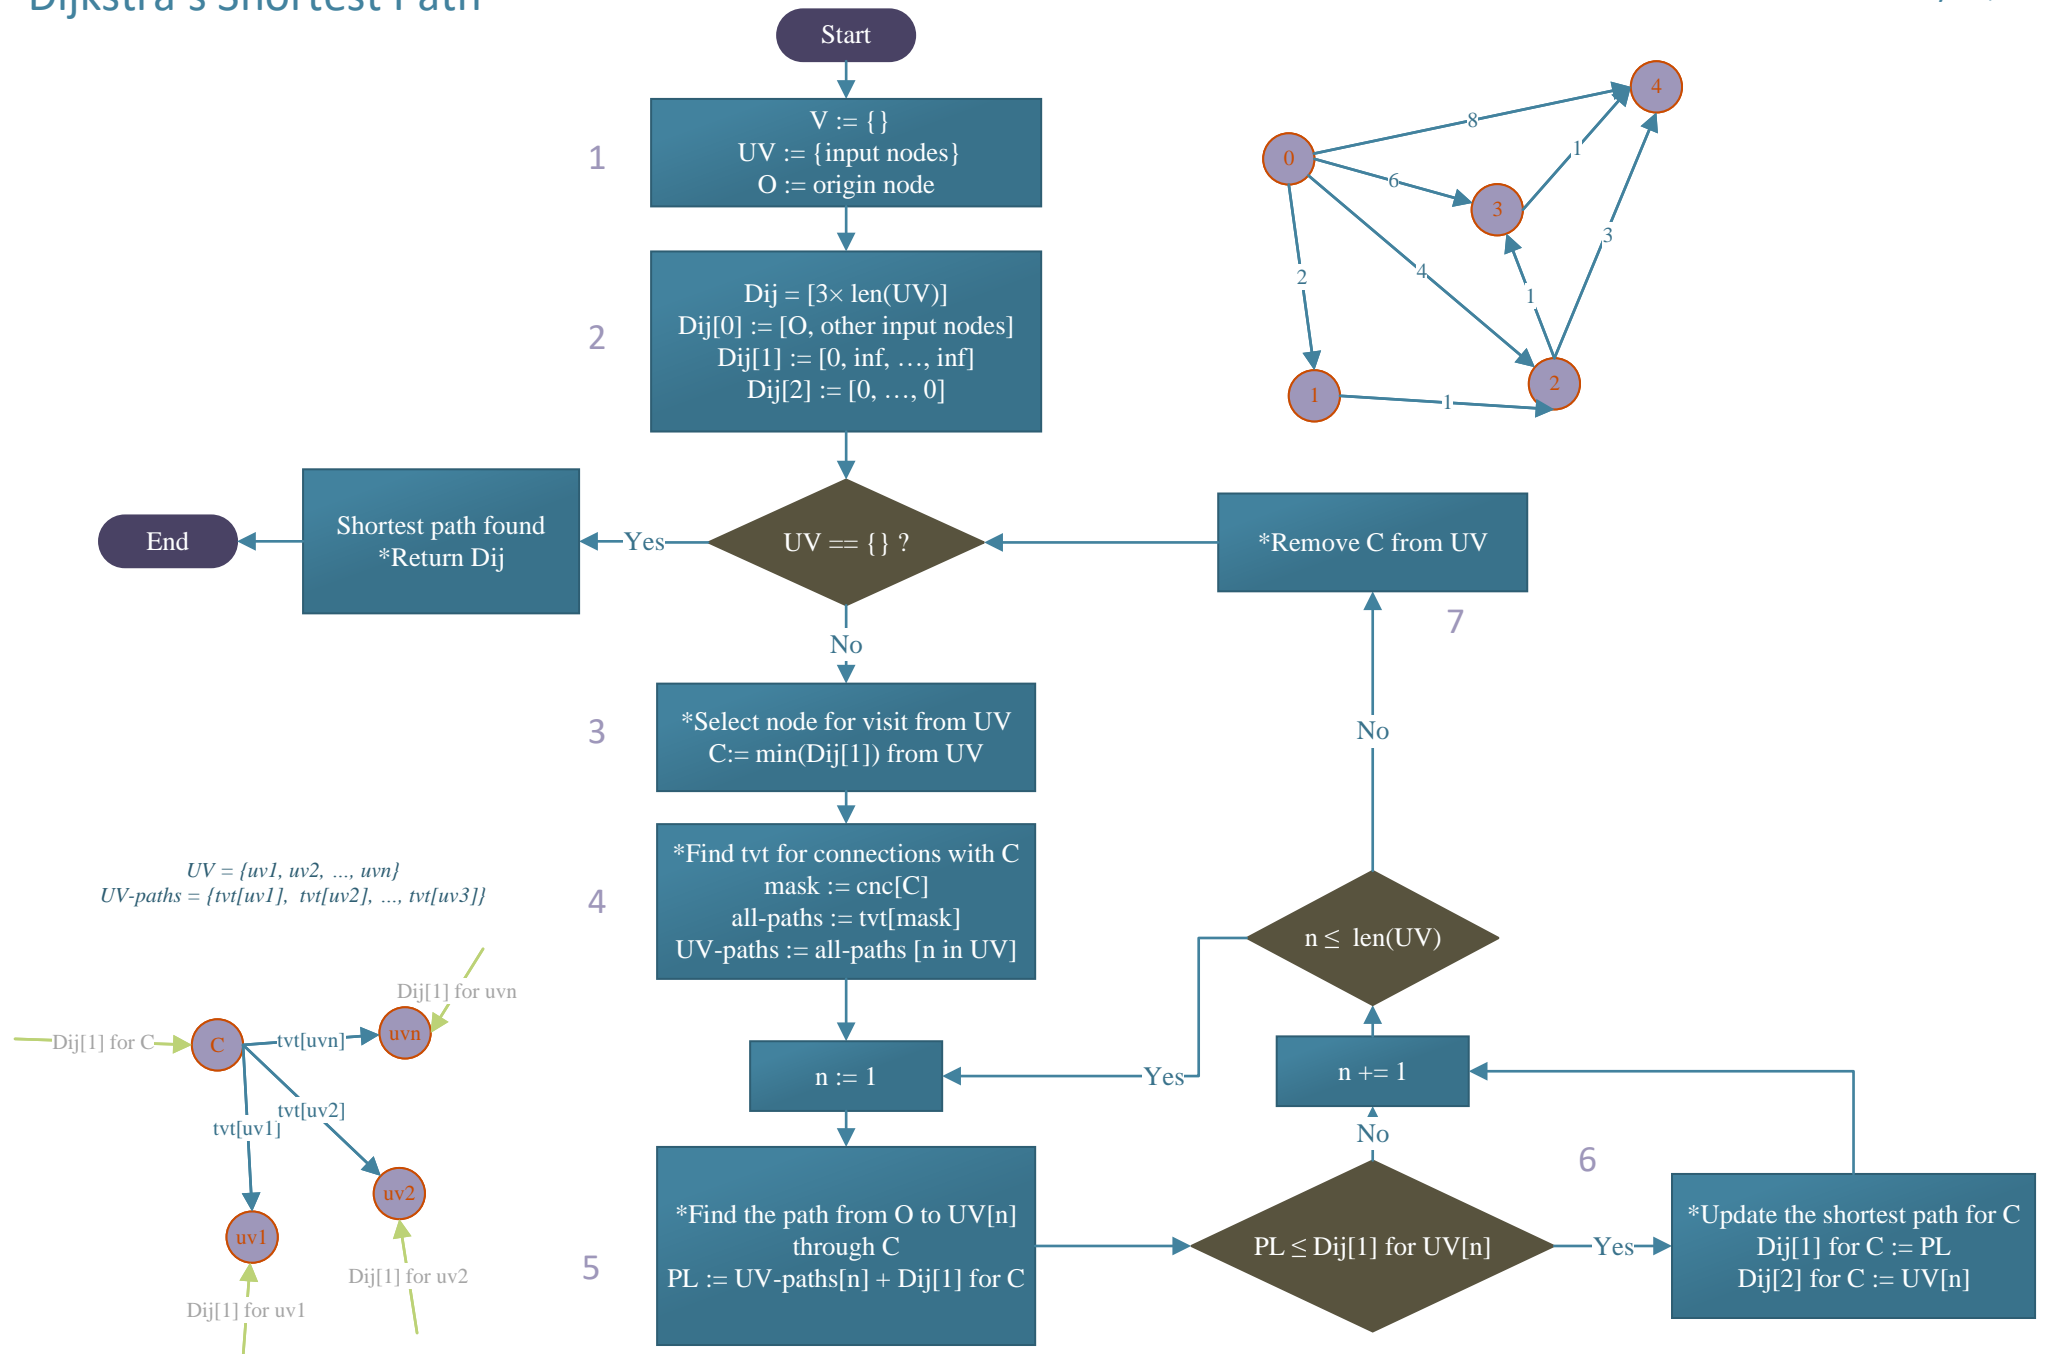 Dijkstra's Shortest Path
Start
1
V := {}
UV := {input nodes}
O := origin node
2
Dij = [3× len(UV)]
Dij[0] := [O, other input nodes]
Dij[1] := [0, inf, …, inf]
Dij[2] := [0, …, 0]
0
4
3
2
1
8
6
4
2
1
1
3
1
End
Shortest path found
*Return Dij
Yes
UV == {} ?
*Remove C from UV
7
No
3
*Select node for visit from UV
C:= min(Dij[1]) from UV
No
4
*Find tvt for connections with C
mask := cnc[C]
all-paths := tvt[mask]
UV-paths := all-paths [n in UV]
n ≤ len(UV)
UV = {uv1, uv2, ..., uvn}
UV-paths = {tvt[uv1], tvt[uv2], ..., tvt[uv3]}
Dij[1] for uvn
Dij[1] for C
C
tvt[uvn]
uvn
tvt[uv2]
tvt[uv1]
uv2
uv1
Dij[1] for uv2
Dij[1] for uv1
n := 1
Yes
n += 1
No
5
*Find the path from O to UV[n]
through C
PL := UV-paths[n] + Dij[1] for C
PL ≤ Dij[1] for UV[n]
Yes
6
*Update the shortest path for C
Dij[1] for C := PL
Dij[2] for C := UV[n]